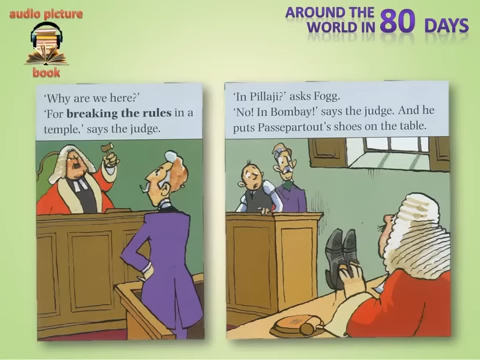 audio picture
book
AROUND THE
WORLD IN 80 DAYS
‘Why are we here?’
‘For breaking the rules in a
temple,’ says the judge.
‘In Pillaji?’ asks Fogg.
‘No! In Bombay!’ says the judge. And he
puts Passepartout’s shoes on the table.